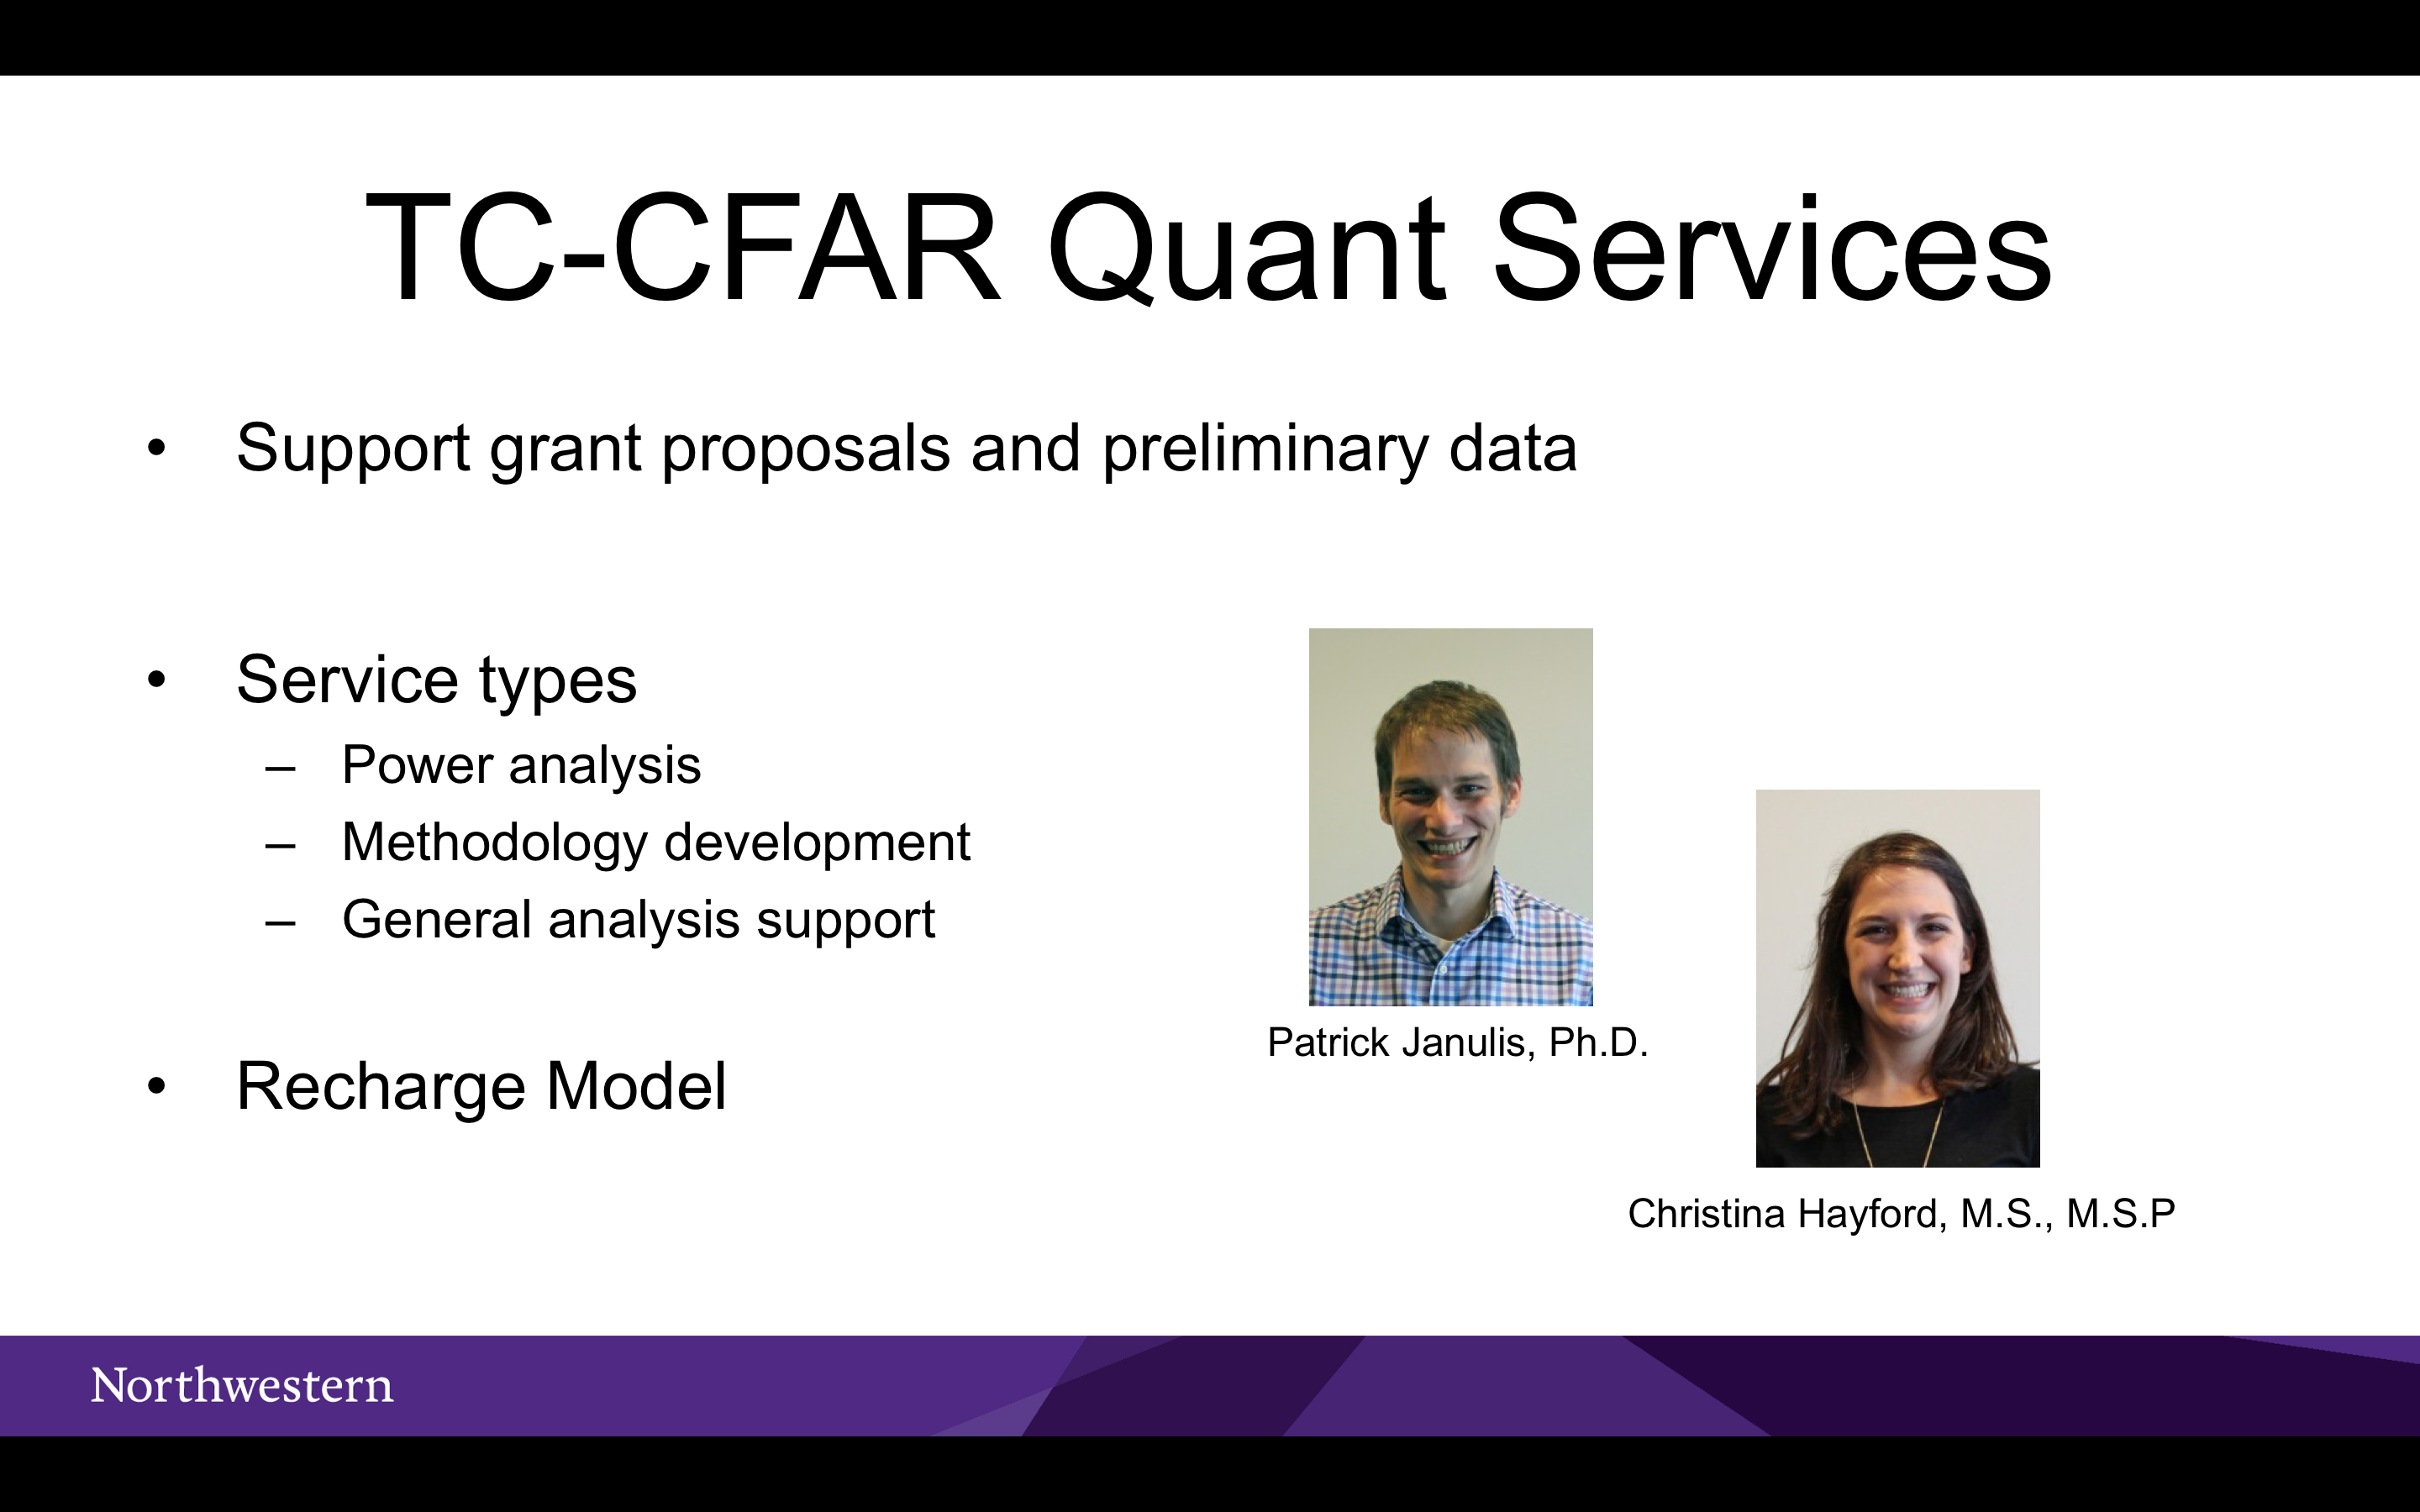 TC-CFAR Quant Services
• Support grant proposals and preliminary data
• Service types
– Power analysis
– Methodology development
– General analysis support
• Recharge Model
Patrick Janulis, Ph.D.
Christina Hayford, M.S., M.S.P
Northwestern